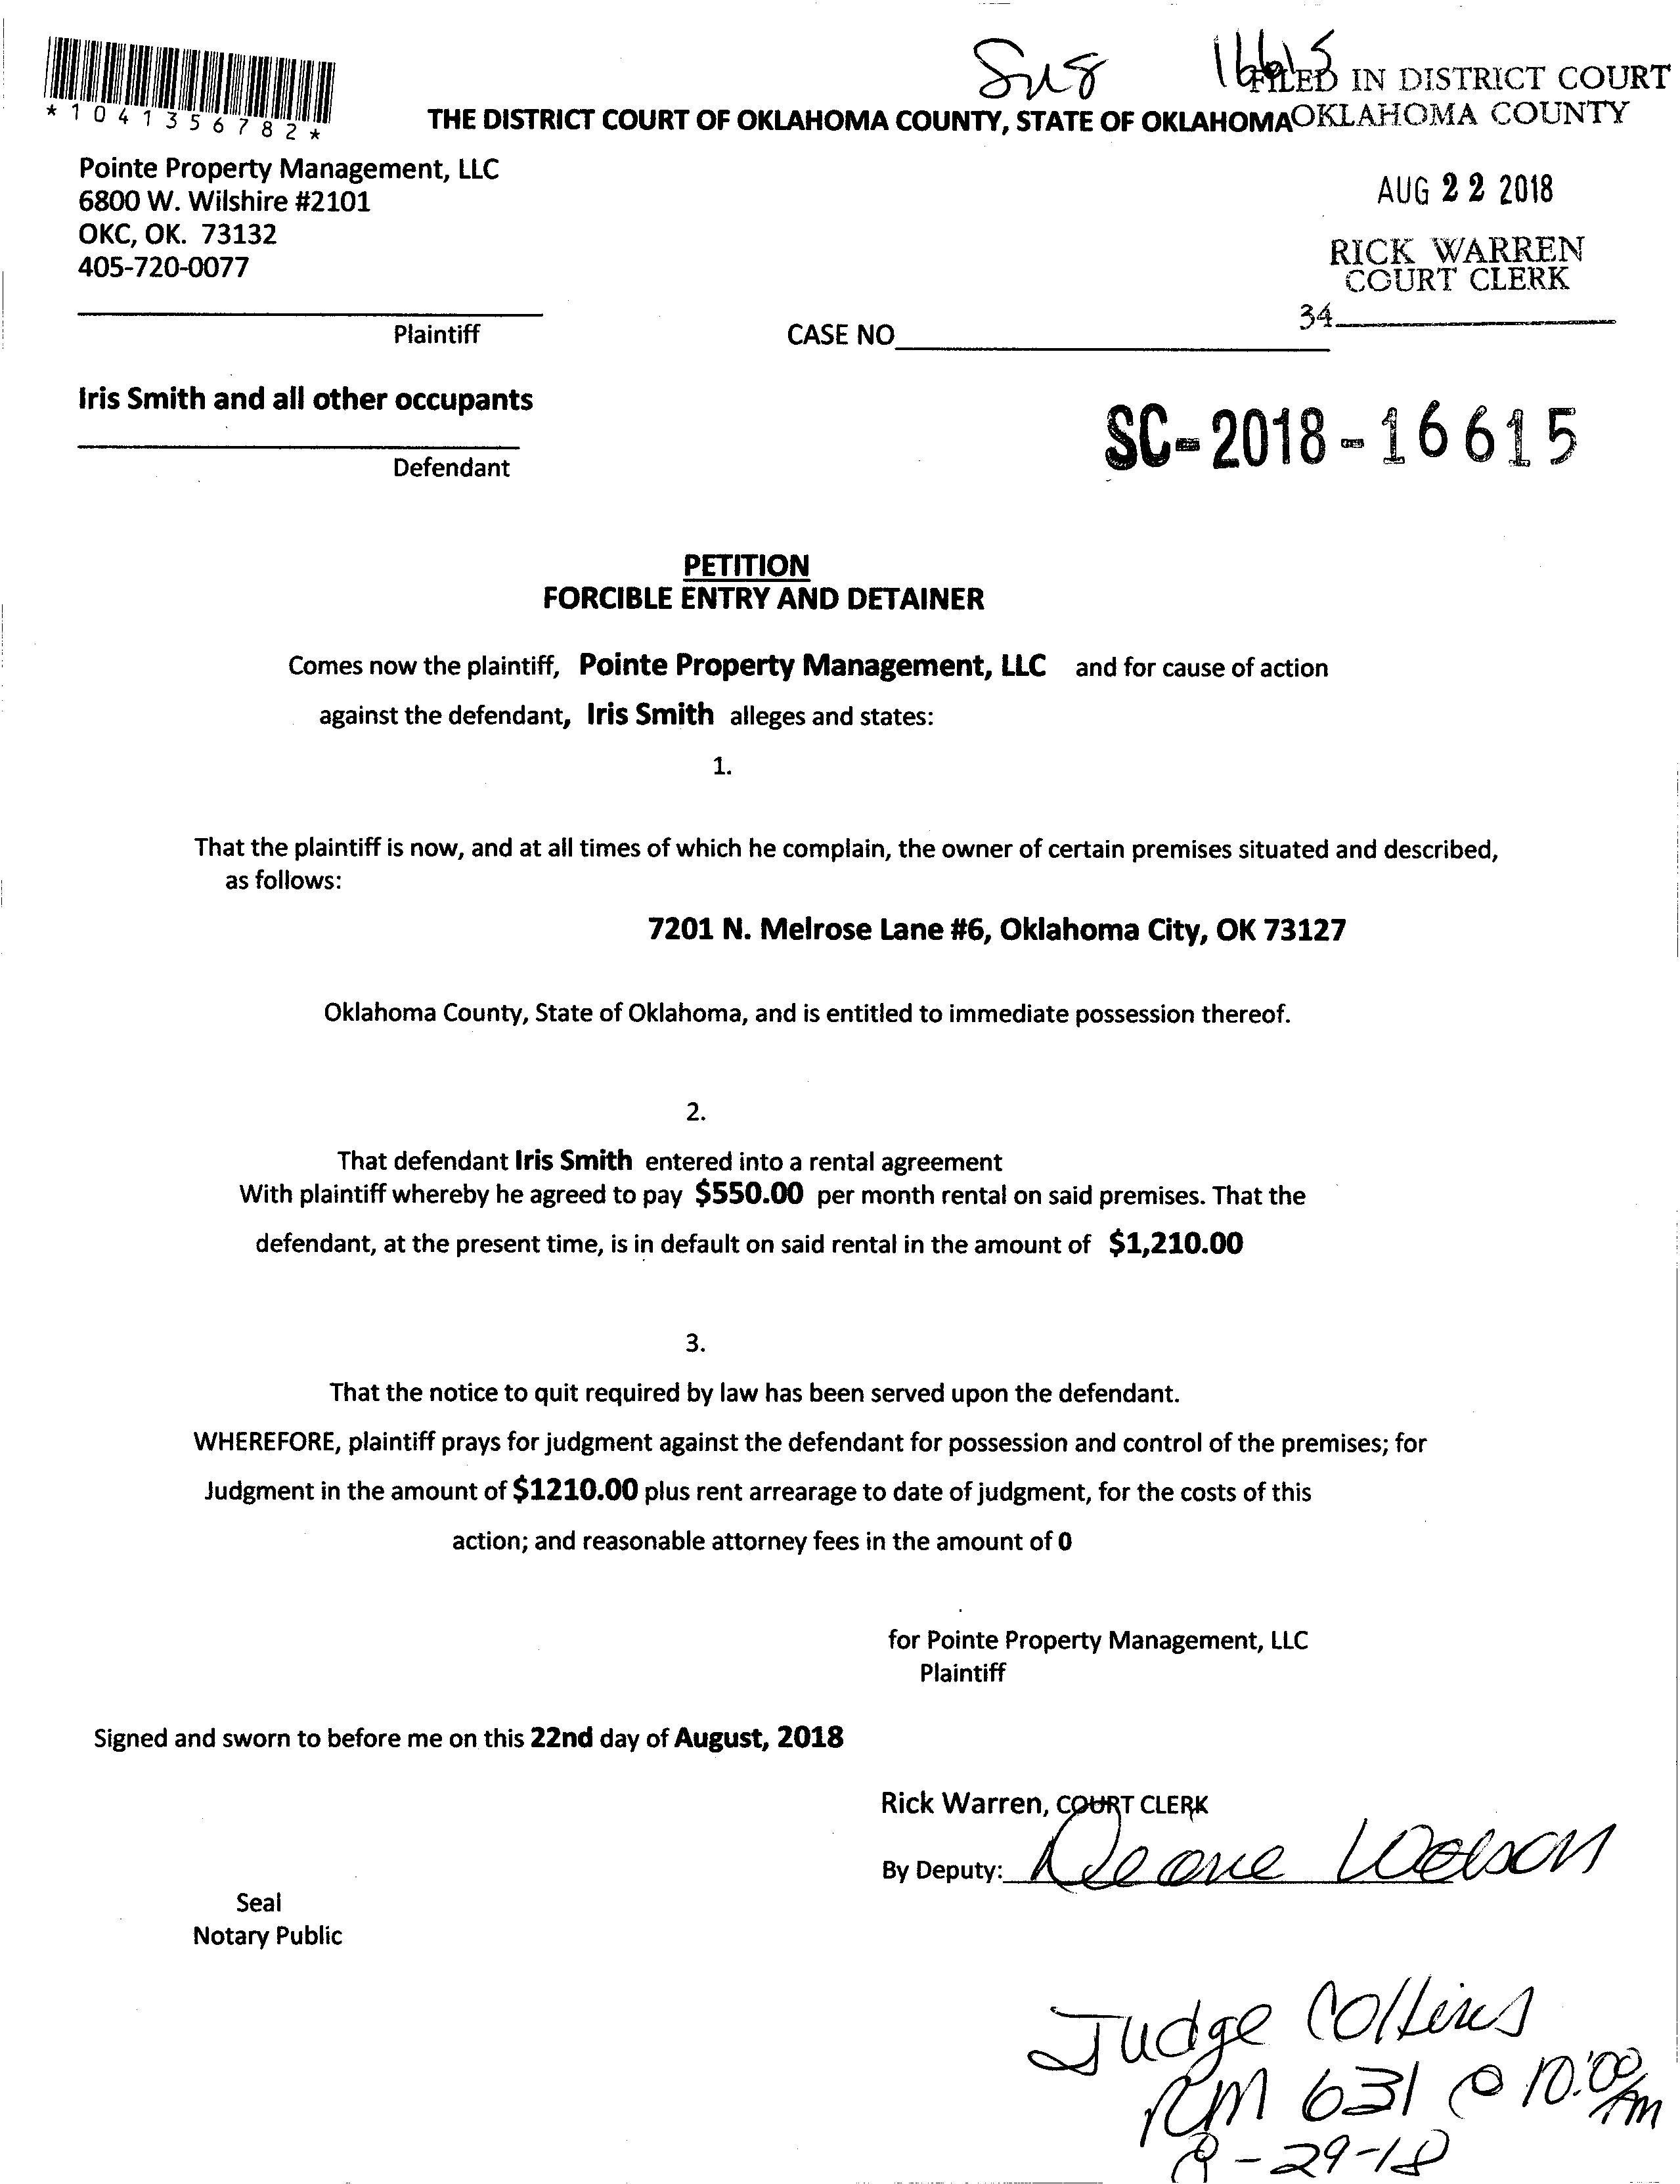 16615
FILED IN DISTRICT COURT
OKLAHOMA COUNTY
*1041356782*
THE DISTRICT COURT OF OKLAHOMA COUNTY, STATE OF OKLAHOMA
Pointe Property Management, LLC
6800 W. Wilshire #2101
OKC, OK. 73132
405-720-0077
AUG 22 2018
RICK WARREN
COURT CLERK
34
Plaintiff
CASE NO
Iris Smith and all other occupants
SC-2018-16615
Defendant
PETITION
FORCIBLE ENTRY AND DETAINER
Comes now the plaintiff, Pointe Property Management, LLC and for cause of action
against the defendant, Iris Smith alleges and states:
1.
That the plaintiff is now, and at all times of which he complain, the owner of certain premises situated and described,
as follows:
7201 N. Melrose Lane #6, Oklahoma City, OK 73127
Oklahoma County, State of Oklahoma, and is entitled to immediate possession thereof.
2.
That defendant Iris Smith entered into a rental agreement
With plaintiff whereby he agreed to pay $550.00 per month rental on said premises. That the
defendant, at the present time, is in default on said rental in the amount of $1,210.00
3.
That the notice to quit required by law has been served upon the defendant.
WHEREFORE, plaintiff prays for judgment against the defendant for possession and control of the premises; for
Judgment in the amount of $1210.00 plus rent arrearage to date of judgment, for the costs of this
action; and reasonable attorney fees in the amount of 0
for Pointe Property Management, LLC
Plaintiff
Signed and sworn to before me on this 22nd day of August, 2018
Rick Warren, COURT CLERK
By Deputy:
Seal
Notary Public
Judge Collins
RM 631 @ 10:00 AM
8-29-18